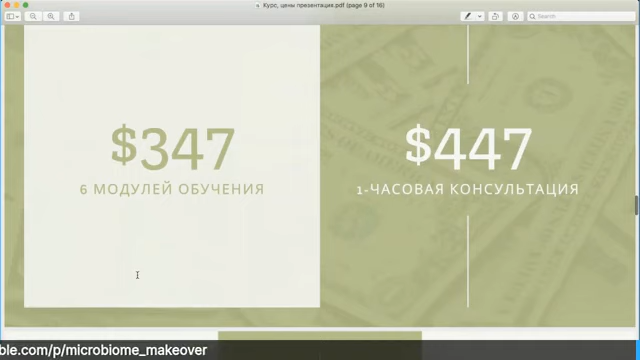 Курс, цены презентация.pdf (page 9 of 16)
Search
$347
6 МОДУЛЕЙ ОБУЧЕНИЯ
$447
1-ЧАСОВАЯ КОНСУЛЬТАЦИЯ
ble.com/p/microbiome_makeover